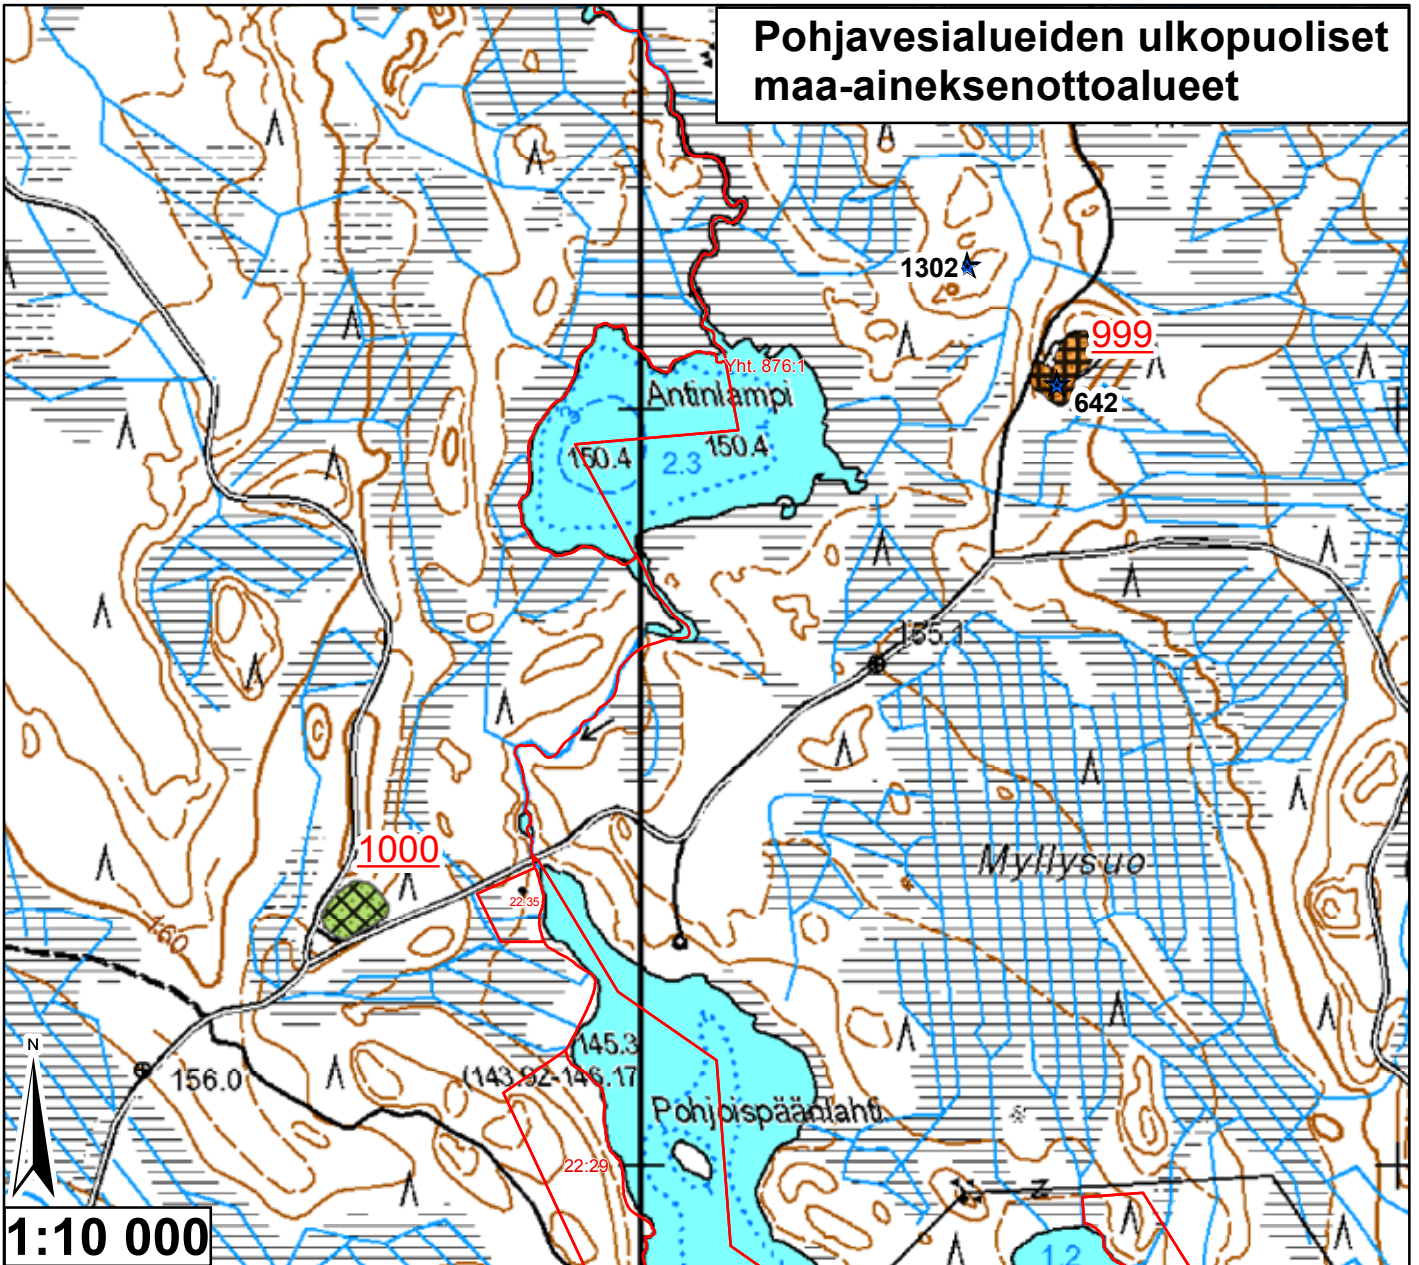 Pohjavesialueiden ulkopuoliset
maa-aineksenottoalueet
1302
999
642
Yht. 876:1
Antinlampi
3
150.4
2.3
150.4
155.1
1000
Myllysuo
22:35
160
N
156.0
145.3
(143.92-146.17
Pohjoispäänlahti
22:29
Z
1:10 000
1.2